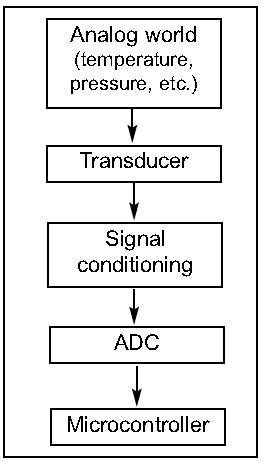 Analog world
(temperature,
pressure, etc.)
Transducer
Signal
conditioning
ADC
Microcontroller